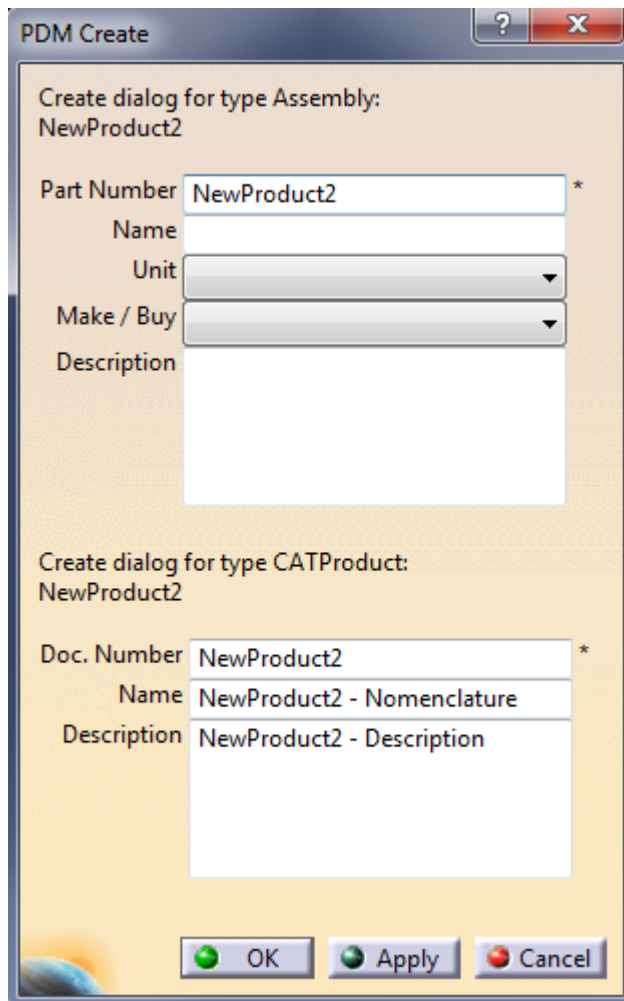 PDM Create
?
X
Create dialog for type Assembly:
NewProduct2
Part Number NewProduct2 *
Name
Unit
Make / Buy
Description
Create dialog for type CATProduct:
NewProduct2
Doc. Number NewProduct2 *
Name NewProduct2 - Nomenclature
Description NewProduct2 - Description
OK Apply Cancel